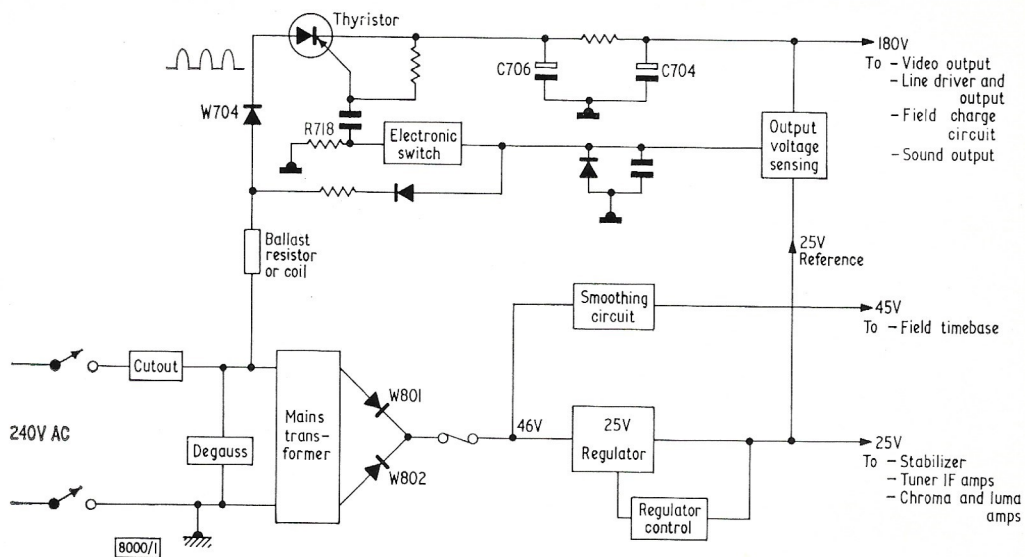 Thyristor
180V
To - Video output
- Line driver and
output
- Field charge
circuit
- Sound output
C706
C704
W704
R718
Electronic
switch
Output
voltage
sensing
Ballast
resistor
or coil
25V
Reference
Smoothing
circuit
45V
To - Field timebase
Cutout
240V AC
Degauss
Mains
trans-
former
W801
W802
46V
25V
Regulator
Regulator
control
25V
To - Stabilizer
- Tuner IF amps
- Chroma and luma
amps
8000/1